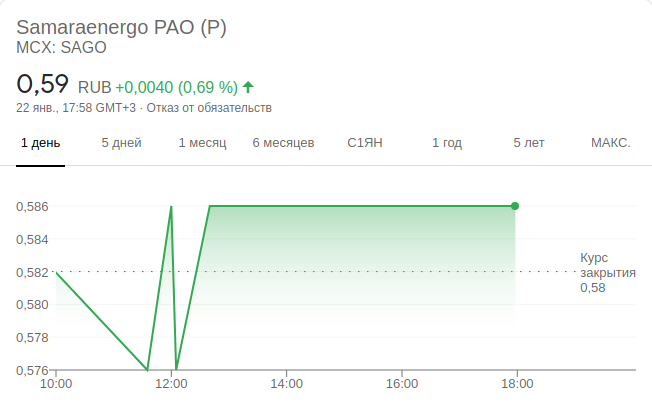 Samaraenergo PAO (P)
MCX: SAGO
0,59 RUB +0,0040 (0,69 %)
22 янв., 17:58 GMT+3 · Отказ от обязательств
1 день 5 дней 1 месяц 6 месяцев С1ЯН 1 год 5 лет МАКС.
0,586
0,584
0,582
0,580
0,578
0,576
Курс
закрытия
0,58
10:00 12:00 14:00 16:00 18:00